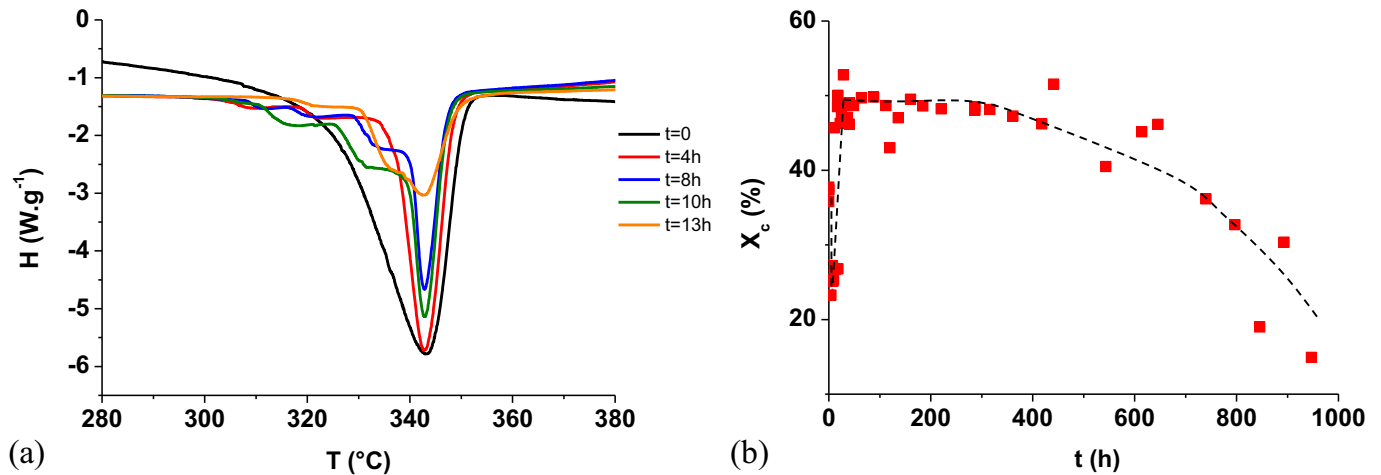 0
-1
-2
-3
-4
-5
-6
H (W.g⁻¹)
280 300 320 340 360 380
T (°C)
t=0
t=4h
t=8h
t=10h
t=13h
(a)
60
40
20
X_c (%)
0 200 400 600 800 1000
t (h)
(b)